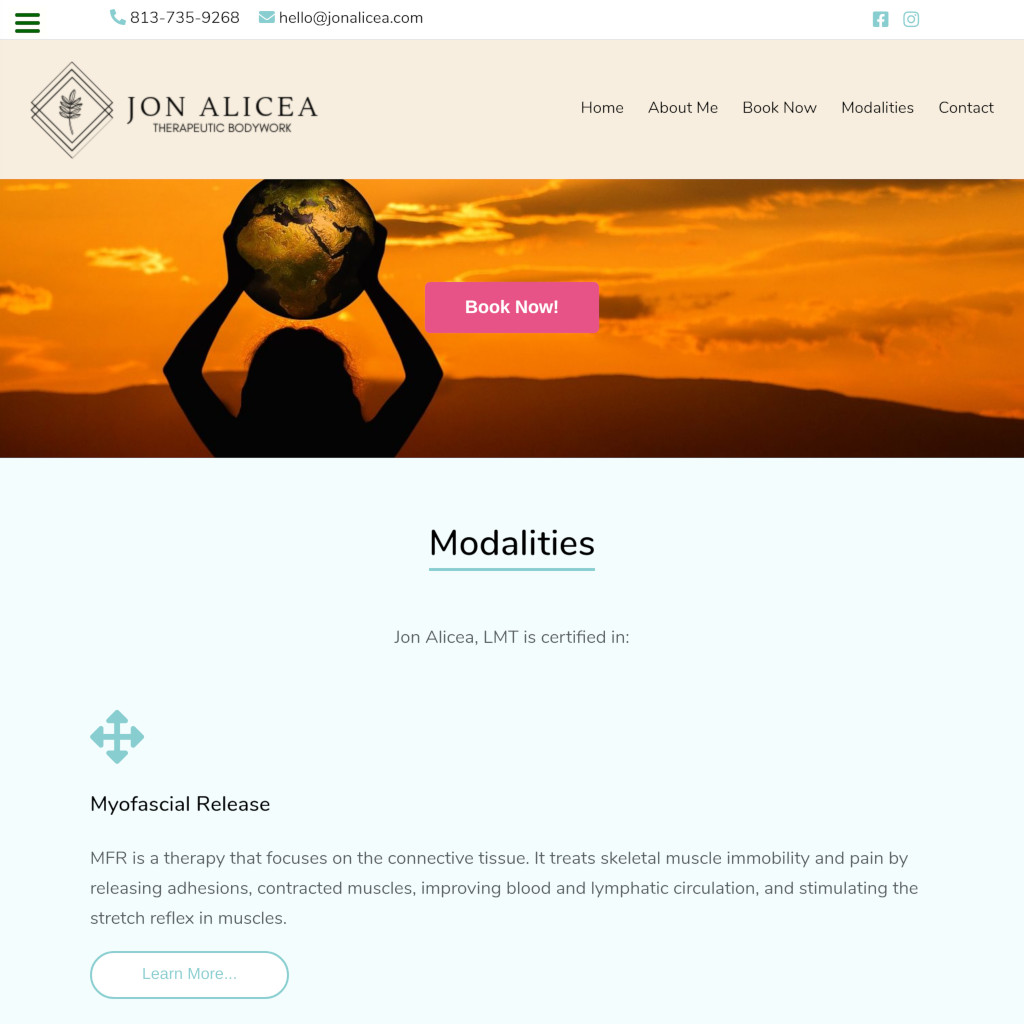 813-735-9268 hello@jonalicea.com
JON ALICEA
THERAPEUTIC BODYWORK
Home About Me Book Now Modalities Contact
Book Now!
Modalities
Jon Alicea, LMT is certified in:
Myofascial Release
MFR is a therapy that focuses on the connective tissue. It treats skeletal muscle immobility and pain by
releasing adhesions, contracted muscles, improving blood and lymphatic circulation, and stimulating the
stretch reflex in muscles.
Learn More...